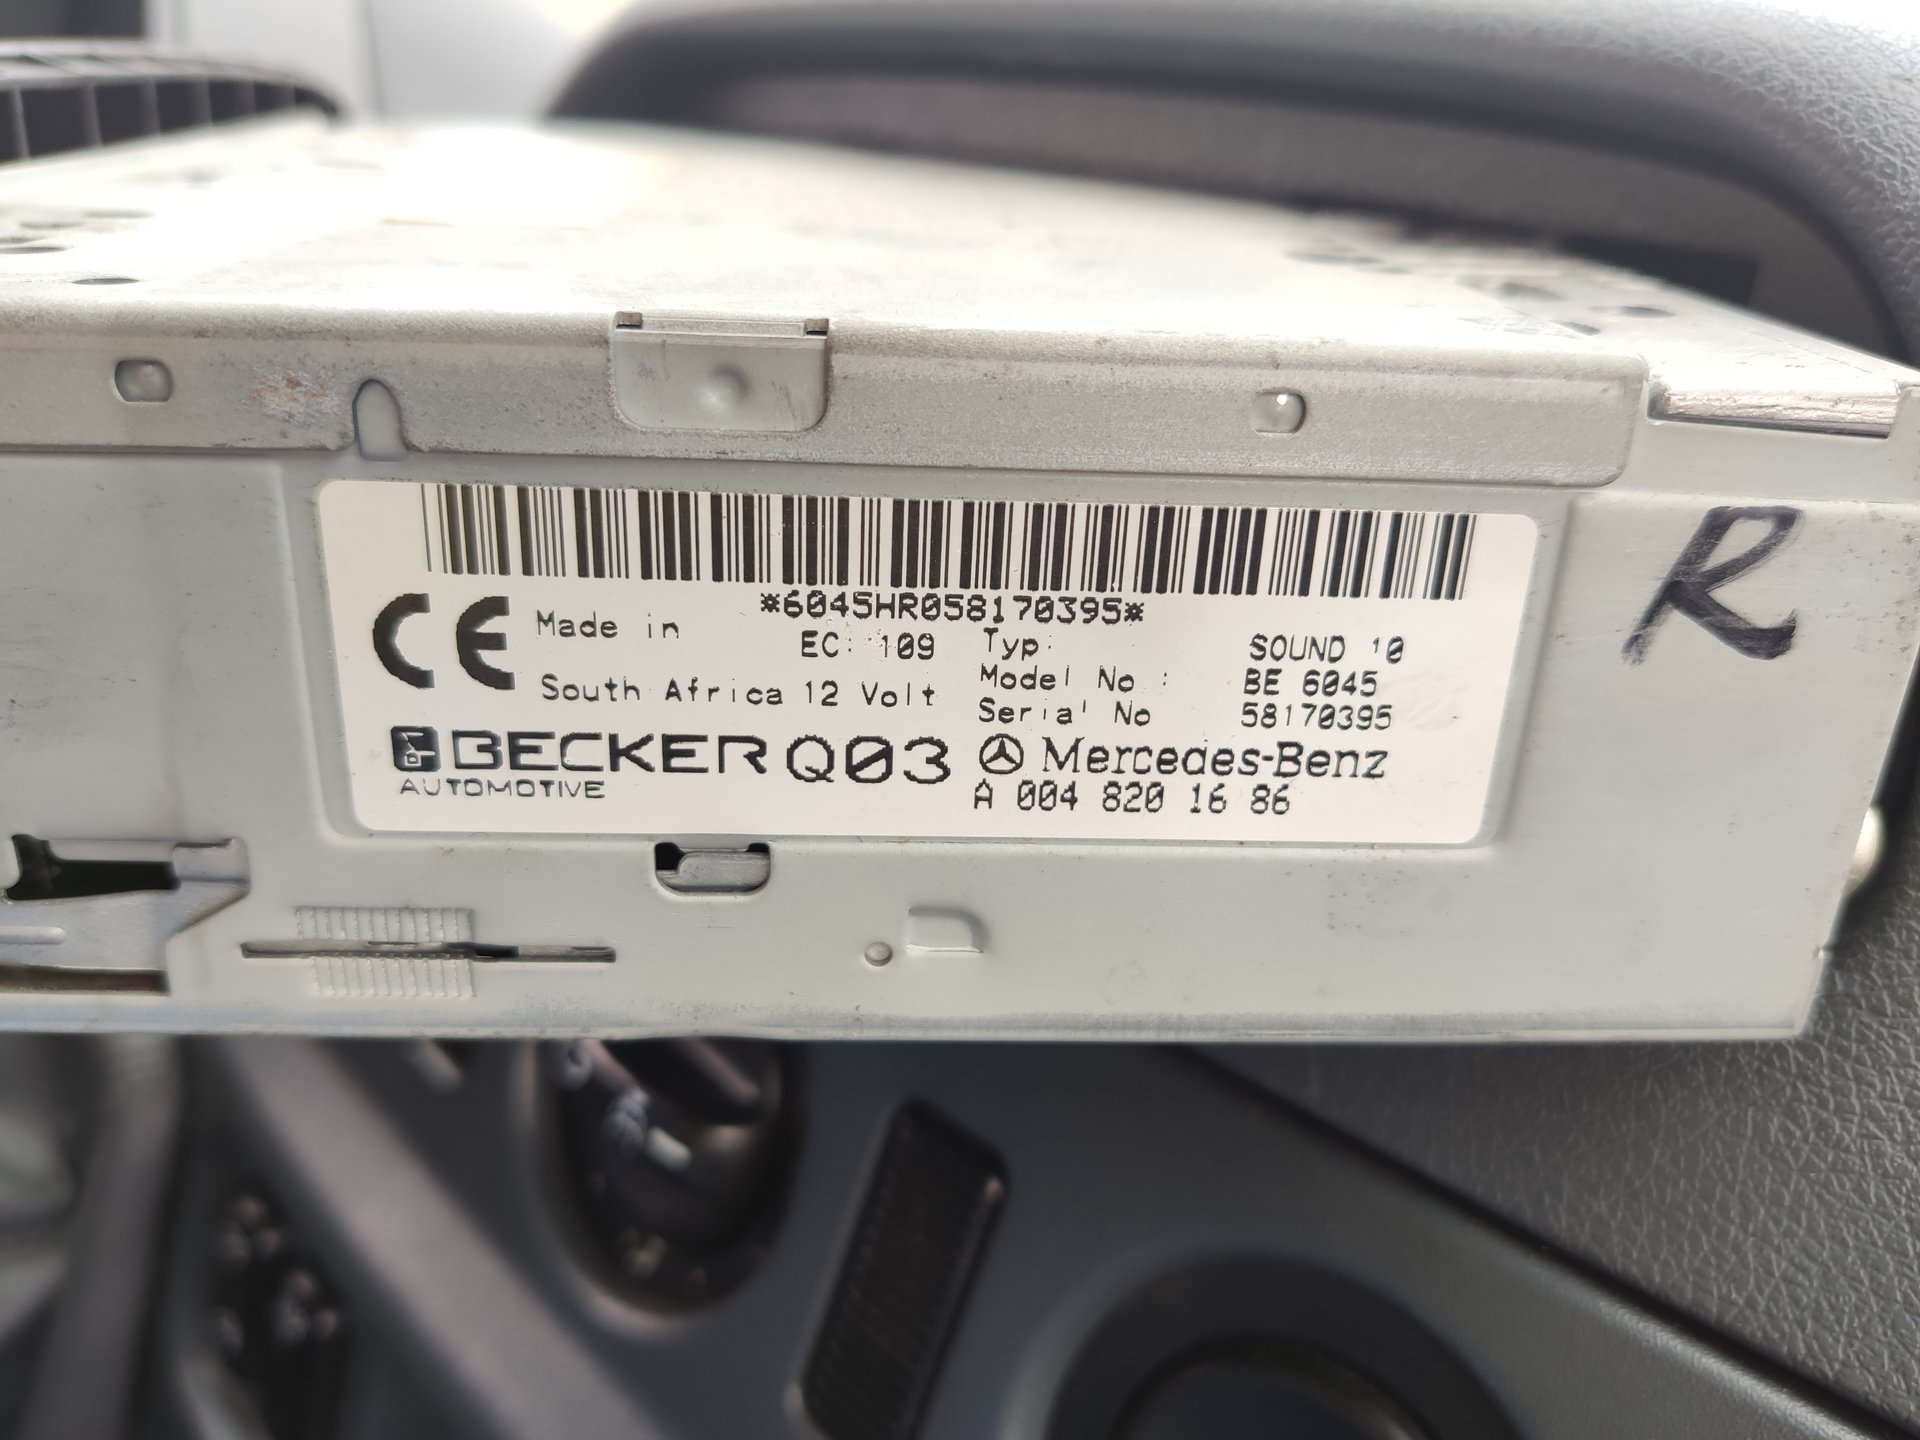 *6045HR058170395*
CE Made in EC: 109 Typ: SOUND 10
South Africa 12 Volt Model No : BE 6045
Serial No 58170395
BECKER Q03 Mercedes-Benz
AUTOMOTIVE A 004 820 16 86
R